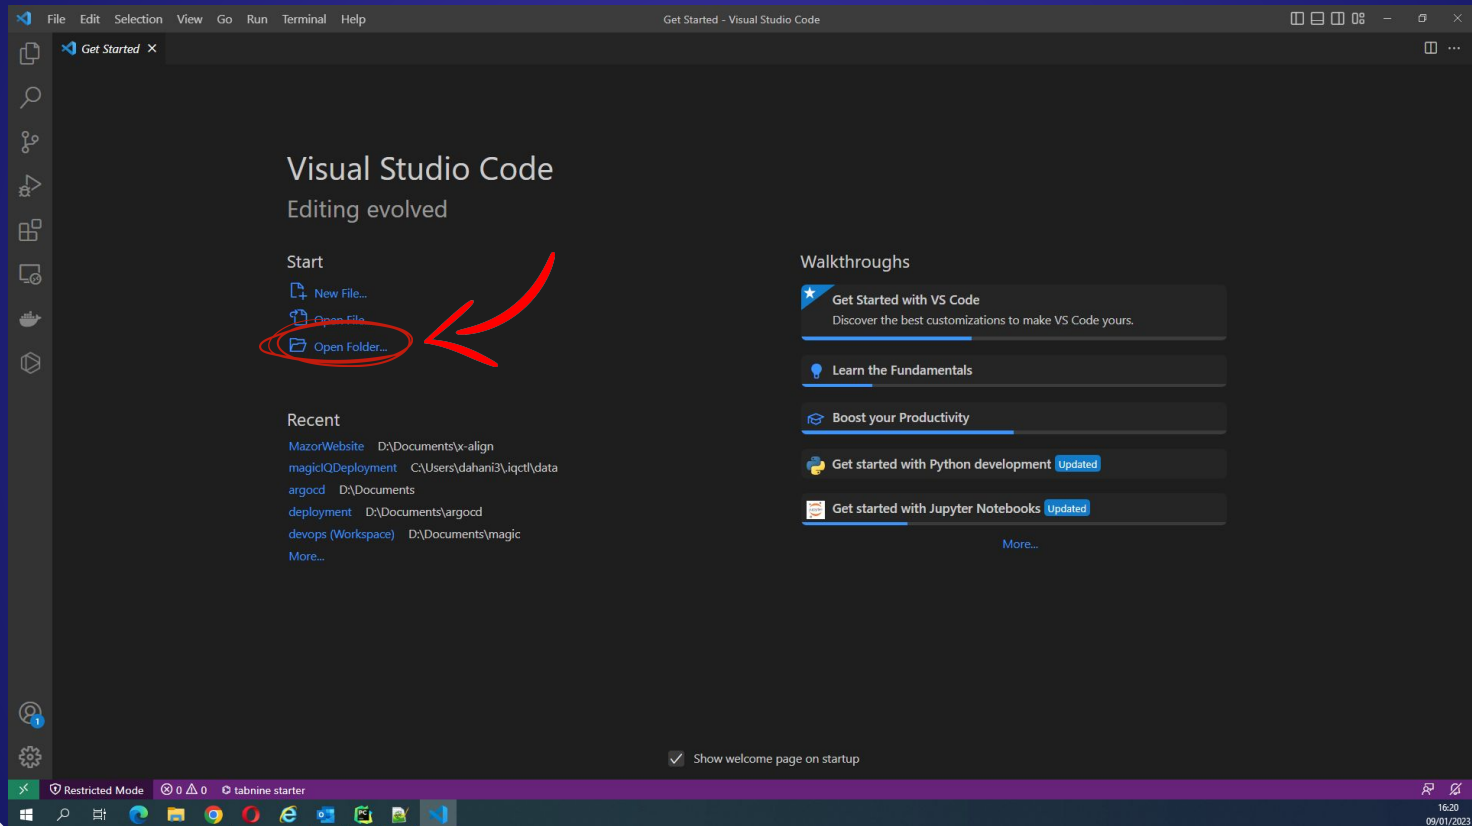 File Edit Selection View Go Run Terminal Help
Get Started - Visual Studio Code
Get Started
Visual Studio Code
Editing evolved
Start
New File...
Open File...
Open Folder...
Recent
MazorWebsite D:\Documents\x-align
magicIQDeployment C:\Users\dahani3\.iqctl\data
argocd D:\Documents
deployment D:\Documents\argocd
devops (Workspace) D:\Documents\magic
More...
Walkthroughs
Get Started with VS Code
Discover the best customizations to make VS Code yours.
Learn the Fundamentals
Boost your Productivity
Get started with Python development Updated
Get started with Jupyter Notebooks Updated
More...
Show welcome page on startup
1
Restricted Mode 0 0 tabnine starter
16:20
09/01/2023